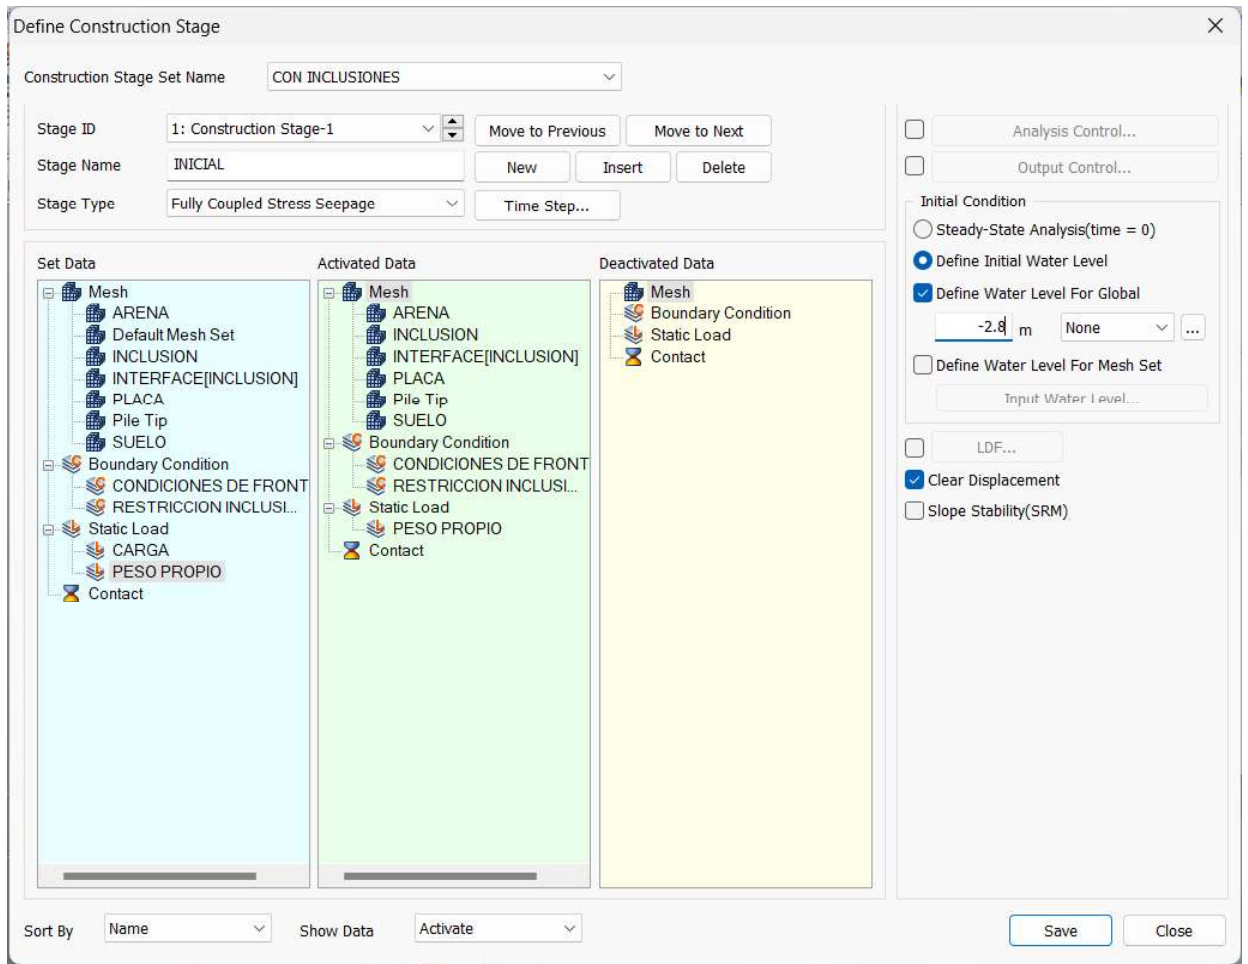 Define Construction Stage
Construction Stage Set Name CON INCLUSIONES
Stage ID 1: Construction Stage-1 Move to Previous Move to Next
Stage Name INICIAL New Insert Delete
Stage Type Fully Coupled Stress Seepage Time Step...
Set Data
Mesh
ARENA
Default Mesh Set
INCLUSION
INTERFACE[INCLUSION]
PLACA
Pile Tip
SUELO
Boundary Condition
CONDICIONES DE FRONT
RESTRICCION INCLUSI...
Static Load
CARGA
PESO PROPIO
Contact
Activated Data
Mesh
ARENA
INCLUSION
INTERFACE[INCLUSION]
PLACA
Pile Tip
SUELO
Boundary Condition
CONDICIONES DE FRONT
RESTRICCION INCLUSI...
Static Load
PESO PROPIO
Contact
Deactivated Data
Mesh
Boundary Condition
Static Load
Contact
Analysis Control...
Output Control...
Initial Condition
Steady-State Analysis(time = 0)
Define Initial Water Level
Define Water Level For Global
-2.8 m None ...
Define Water Level For Mesh Set
Input Water Level...
LDF...
Clear Displacement
Slope Stability(SRM)
Sort By Name Show Data Activate Save Close